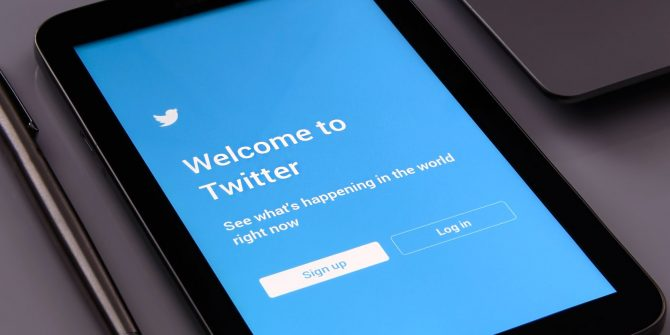 Welcome to
Twitter
See what's happening in the world
right now
Sign up
Log in